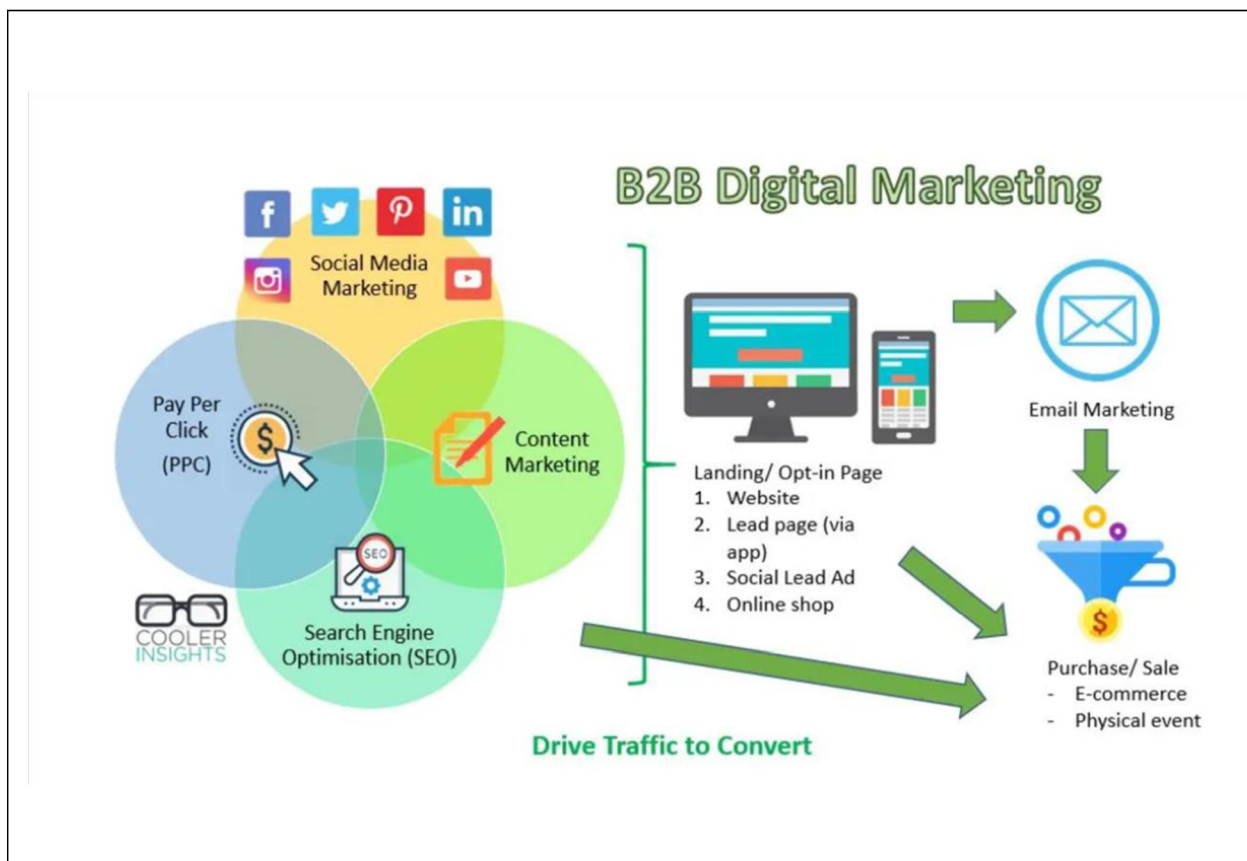 B2B Digital Marketing
f
in
Social Media
Marketing
Pay Per
Click
(PPC)
$
Content
Marketing
SEO
Search Engine
Optimisation (SEO)
COOLER
INSIGHTS
Landing/ Opt-in Page
1. Website
2. Lead page (via
app)
3. Social Lead Ad
4. Online shop
Email Marketing
$
Purchase/ Sale
- E-commerce
- Physical event
Drive Traffic to Convert